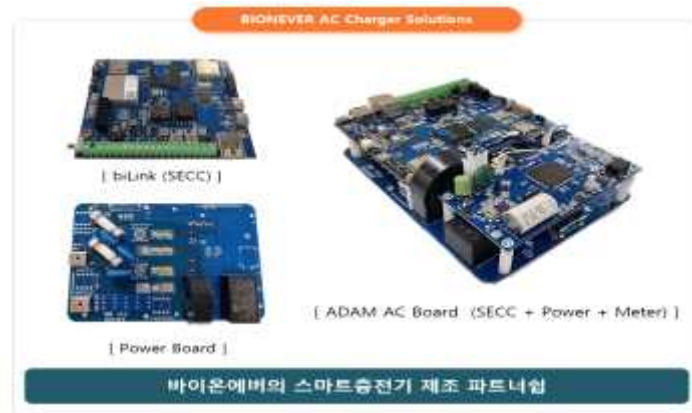 BIONEVER AC Charger Solutions
[ biLink (SECC) ]
[ Power Board ]
[ ADAM AC Board (SECC + Power + Meter) ]
바이온에버의 스마트충전기 제조 파트너쉽